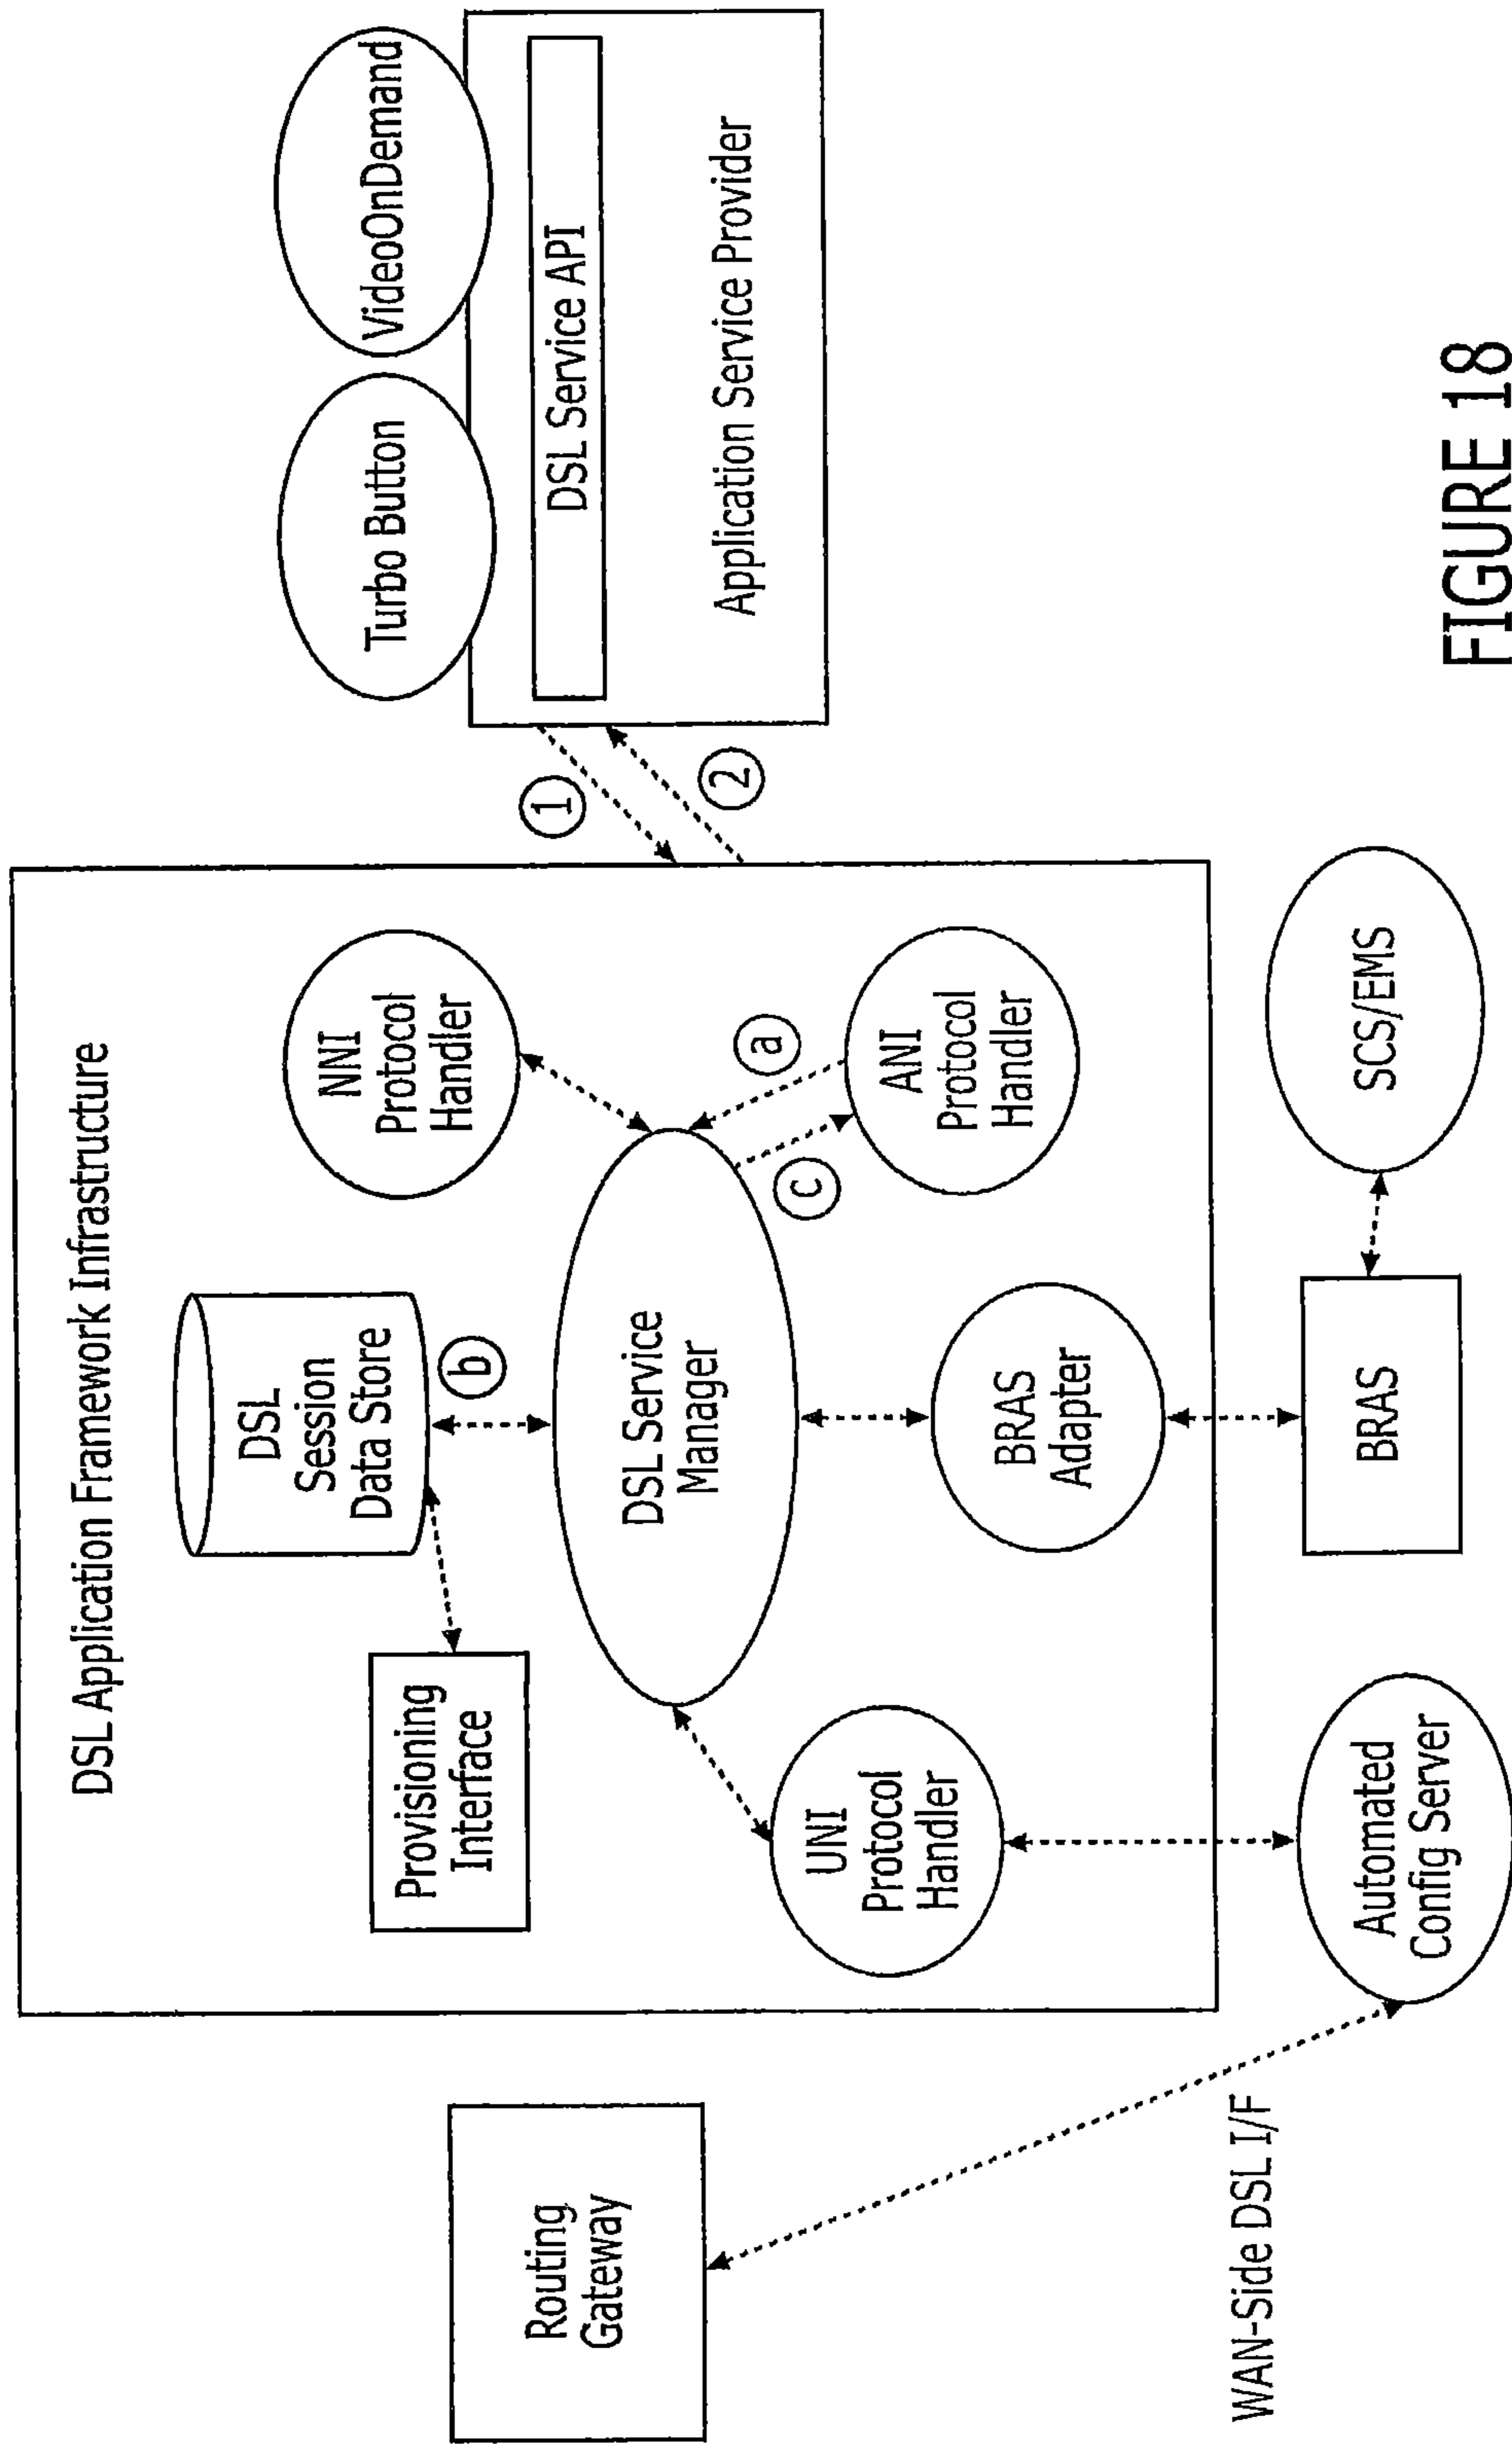 DSL Application Framework Infrastructure
Routing
Gateway
Provisioning
Interface
DSL
Session
Data Store
b
NNI
Protocol
Handler
Turbo Button
VideoOnDemand
DSL Service API
Application Service Provider
1
2
DSL Service
Manager
a
c
UNI
Protocol
Handler
BRAS
Adapter
ANI
Protocol
Handler
WAN-Side DSL I/F
Automated
Config Server
BRAS
SCS/EMS
FIGURE 18